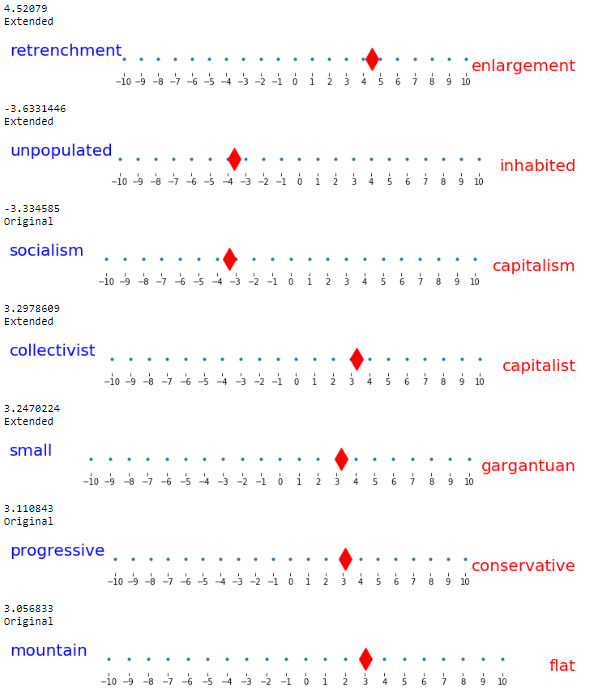 4.52079
Extended
retrenchment
enlargement
−10 −9 −8 −7 −6 −5 −4 −3 −2 −1 0 1 2 3 4 5 6 7 8 9 10
-3.6331446
Extended
unpopulated
inhabited
−10 −9 −8 −7 −6 −5 −4 −3 −2 −1 0 1 2 3 4 5 6 7 8 9 10
-3.334585
Original
socialism
capitalism
−10 −9 −8 −7 −6 −5 −4 −3 −2 −1 0 1 2 3 4 5 6 7 8 9 10
3.2978609
Extended
collectivist
capitalist
−10 −9 −8 −7 −6 −5 −4 −3 −2 −1 0 1 2 3 4 5 6 7 8 9 10
3.2470224
Extended
small
gargantuan
−10 −9 −8 −7 −6 −5 −4 −3 −2 −1 0 1 2 3 4 5 6 7 8 9 10
3.110843
Original
progressive
conservative
−10 −9 −8 −7 −6 −5 −4 −3 −2 −1 0 1 2 3 4 5 6 7 8 9 10
3.056833
Original
mountain
flat
−10 −9 −8 −7 −6 −5 −4 −3 −2 −1 0 1 2 3 4 5 6 7 8 9 10